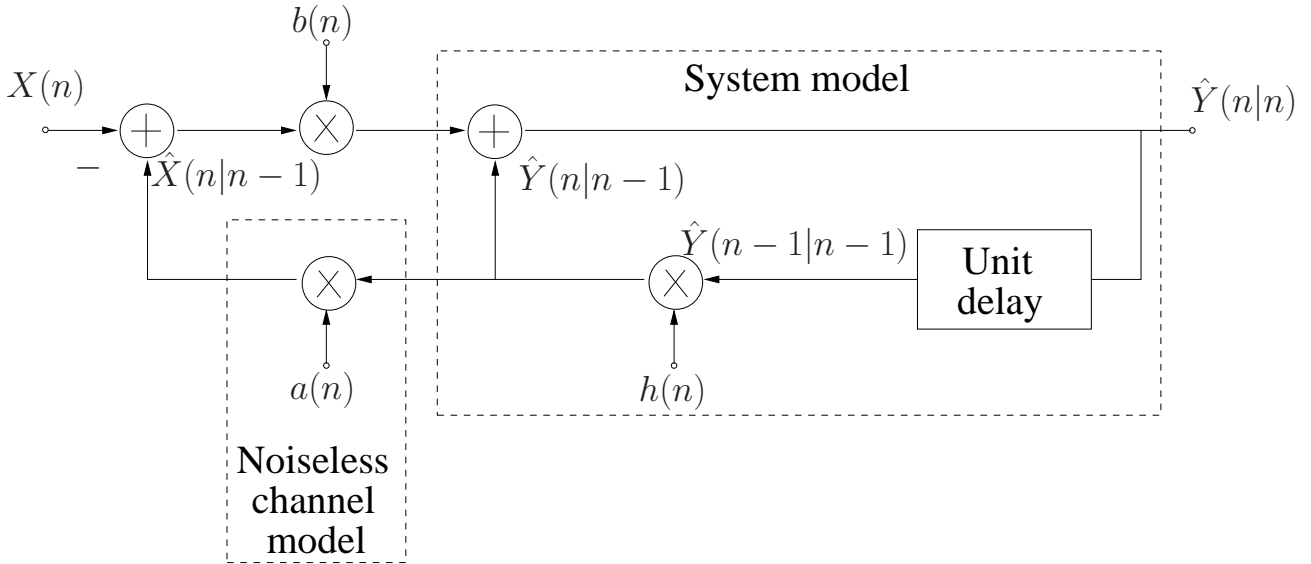 b(n)
System model
X(n)
Ŷ(n|n)
+
×
+
−
X̂(n|n − 1)
Ŷ(n|n − 1)
Ŷ(n − 1|n − 1)
×
×
Unit
delay
a(n)
h(n)
Noiseless
channel
model